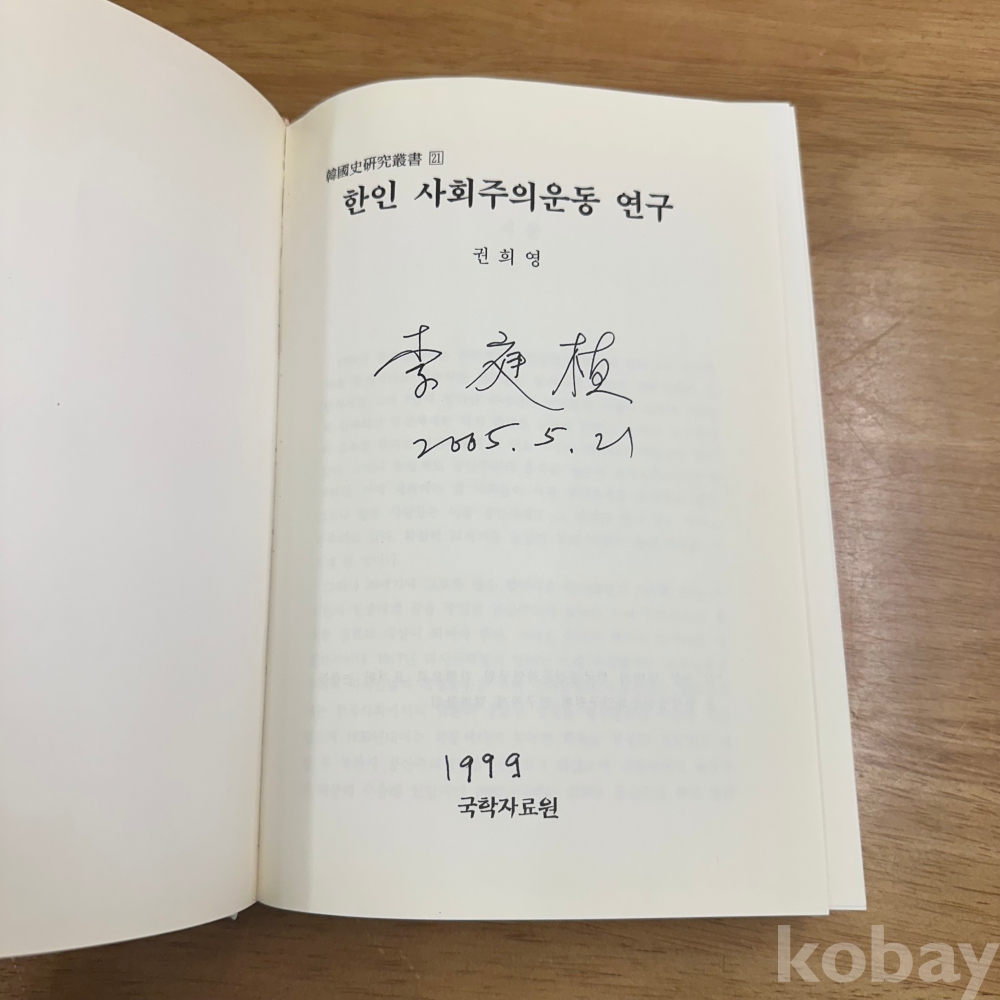 韓國史硏究叢書 21
한인 사회주의운동 연구
권희영
李庭植
2005. 5. 21
1999
국학자료원
kobay